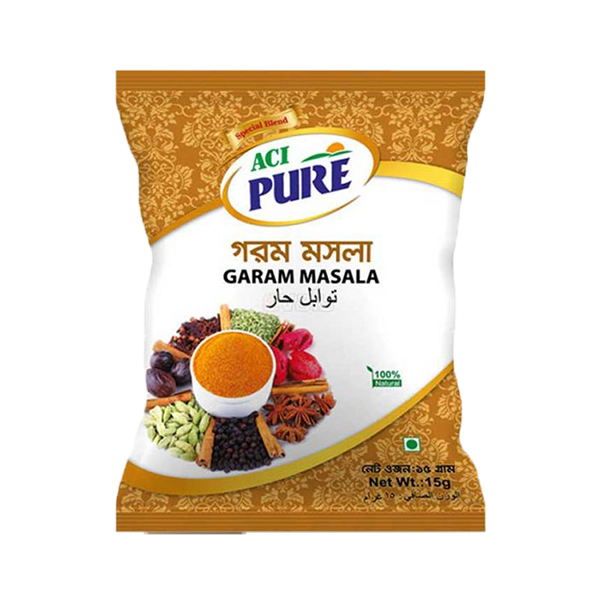 Special Blend
ACI
PURE
গরম মসলা
GARAM MASALA
توابل حار
100%
Natural
নেট ওজন:১৫ গ্রাম
Net Wt.:15g
الوزن الصافي : ١٥ غرام